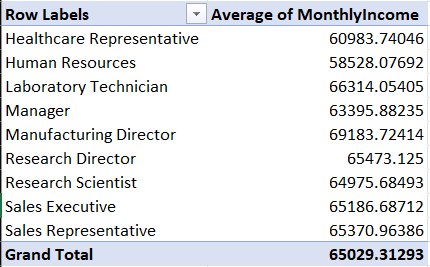 Row Labels Average of MonthlyIncome
Healthcare Representative 60983.74046
Human Resources 58528.07692
Laboratory Technician 66314.05405
Manager 63395.88235
Manufacturing Director 69183.72414
Research Director 65473.125
Research Scientist 64975.68493
Sales Executive 65186.68712
Sales Representative 65370.96386
Grand Total 65029.31293